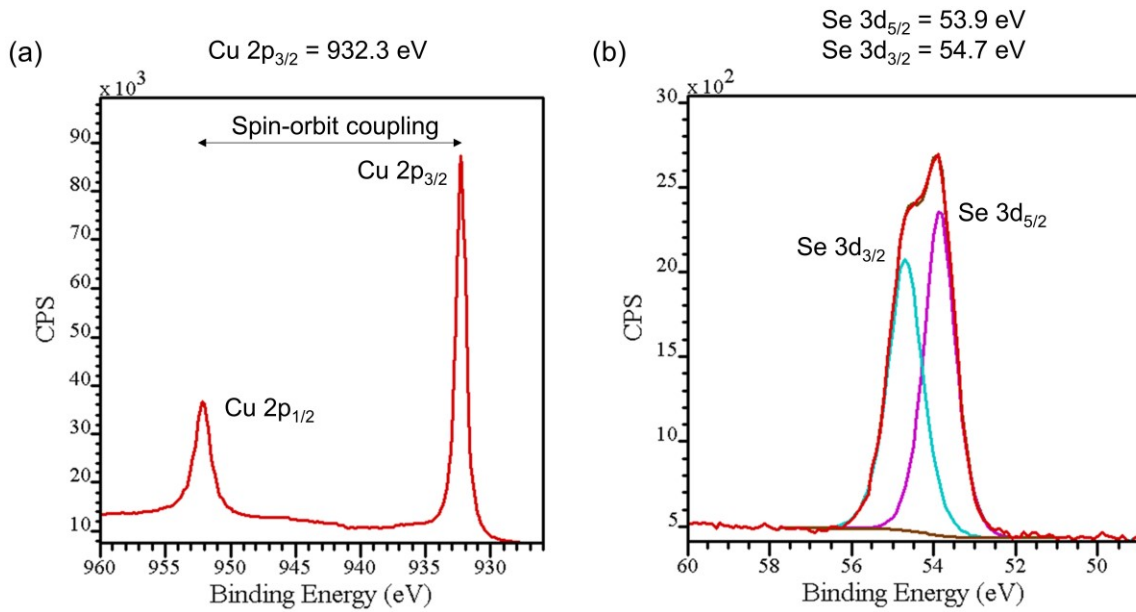 (a)
Cu 2p3/2 = 932.3 eV
x 10^3
Spin-orbit coupling
Cu 2p3/2
Cu 2p1/2
CPS
90
80
70
60
50
40
30
20
10
960 955 950 945 940 935 930
Binding Energy (eV)
(b)
Se 3d5/2 = 53.9 eV
Se 3d3/2 = 54.7 eV
x 10^2
Se 3d5/2
Se 3d3/2
CPS
30
25
20
15
10
5
60 58 56 54 52 50
Binding Energy (eV)